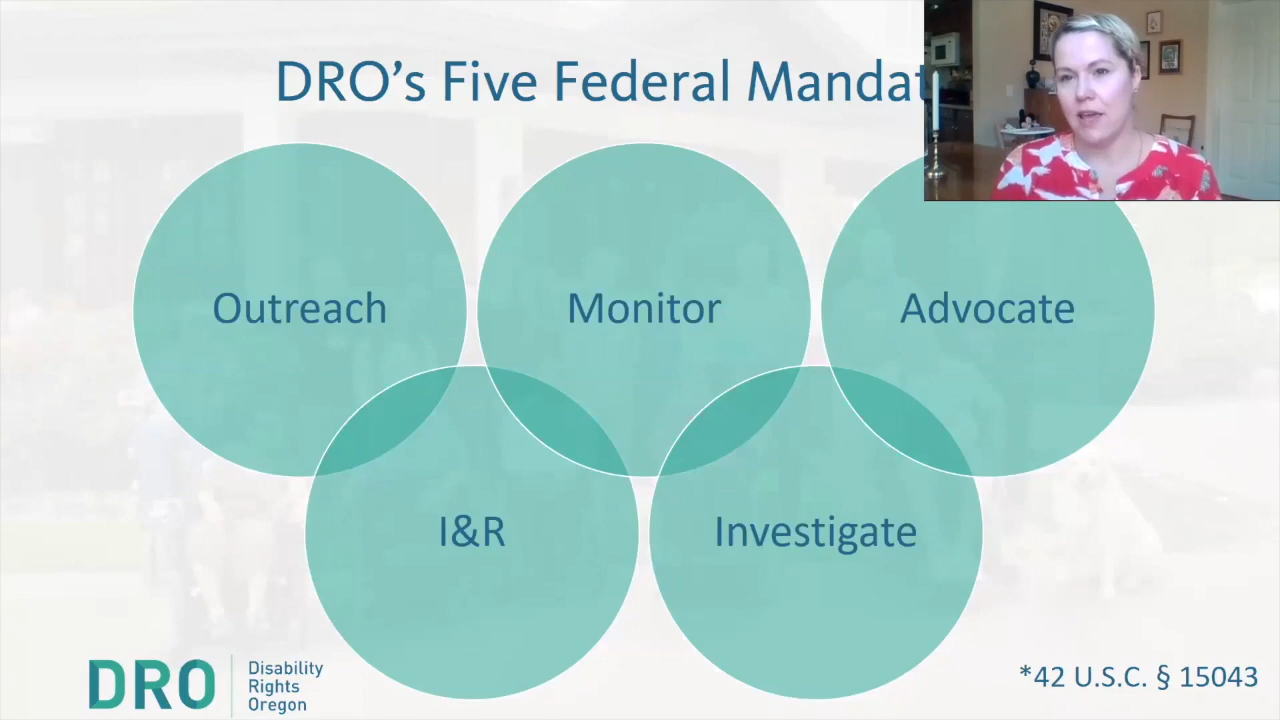 DRO's Five Federal Mandat
Outreach
Monitor
Advocate
I&R
Investigate
DRO
Disability
Rights
Oregon
*42 U.S.C. § 15043